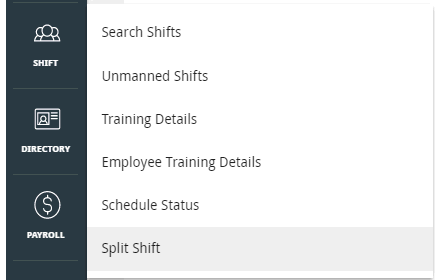 SHIFT
DIRECTORY
PAYROLL
Search Shifts
Unmanned Shifts
Training Details
Employee Training Details
Schedule Status
Split Shift